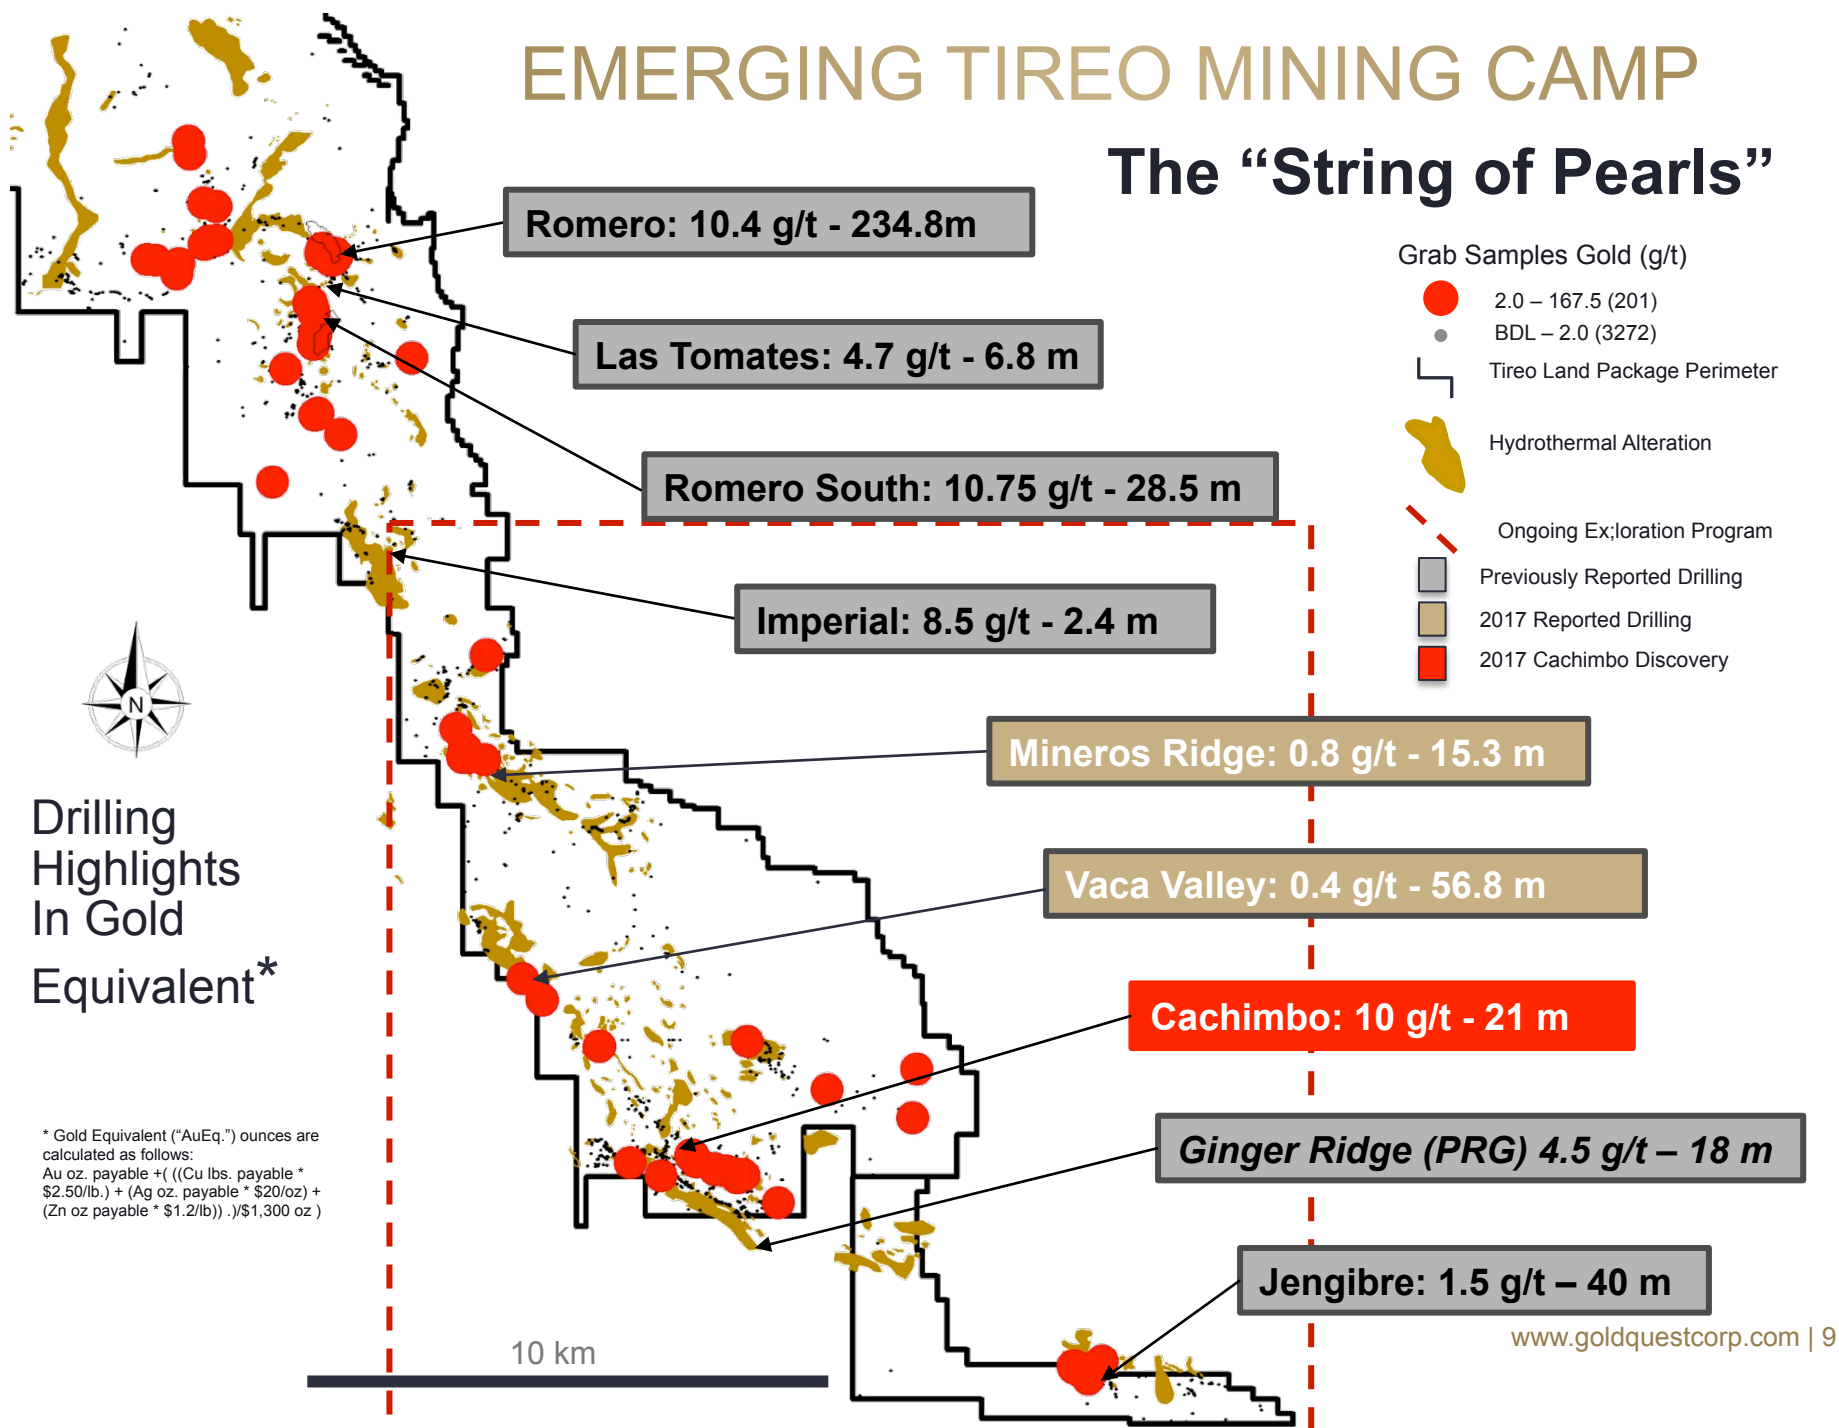 EMERGING TIREO MINING CAMP
The “String of Pearls”
Romero: 10.4 g/t - 234.8m
Las Tomates: 4.7 g/t - 6.8 m
Romero South: 10.75 g/t - 28.5 m
Imperial: 8.5 g/t - 2.4 m
Mineros Ridge: 0.8 g/t - 15.3 m
Vaca Valley: 0.4 g/t - 56.8 m
Cachimbo: 10 g/t - 21 m
Ginger Ridge (PRG) 4.5 g/t – 18 m
Jengibre: 1.5 g/t – 40 m
Grab Samples Gold (g/t)
2.0 – 167.5 (201)
BDL – 2.0 (3272)
Tireo Land Package Perimeter
Hydrothermal Alteration
Ongoing Ex;loration Program
Previously Reported Drilling
2017 Reported Drilling
2017 Cachimbo Discovery
N
Drilling
Highlights
In Gold
Equivalent*
* Gold Equivalent (“AuEq.”) ounces are
calculated as follows:
Au oz. payable +( ((Cu lbs. payable *
$2.50/lb.) + (Ag oz. payable * $20/oz) +
(Zn oz payable * $1.2/lb)) .)/$1,300 oz )
10 km
www.goldquestcorp.com | 9